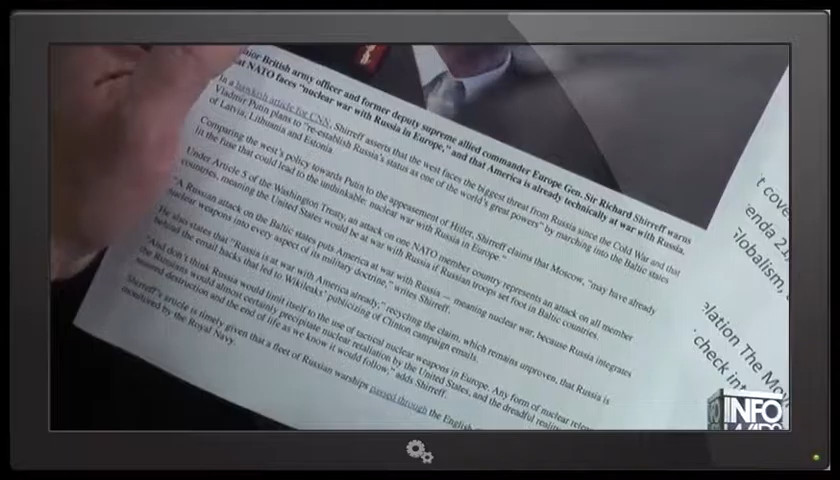 Major British army officer and former deputy supreme allied commander Europe Gen. Sir Richard Shirreff warns
that NATO faces "nuclear war with Russia in Europe," and that America is already technically at war with Russia.
In a hawkish article for CNN, Shirreff asserts that the west faces the biggest threat from Russia since the Cold War and that
Vladmir Putin plans to "re-establish Russia's status as one of the world's great powers" by marching into the Baltic states
of Latvia, Lithuania and Estonia
Comparing the west's policy towards Putin to the appeasement of Hitler, Shirreff claims that Moscow, "may have already
lit the fuse that could lead to the unthinkable: nuclear war with Russia in Europe."
Under Article 5 of the Washington Treaty, an attack on one NATO member country represents an attack on all member
countries, meaning the United States would be at war with Russia if Russian troops set foot in Baltic countries.
"A Russian attack on the Baltic states puts America at war with Russia — meaning nuclear war, because Russia integrates
nuclear weapons into every aspect of its military doctrine," writes Shirreff.
He also states that "Russia is at war with America already," recycling the claim, which remains unproven, that Russia is
behind the email hacks that led to Wikileaks' publicizing of Clinton campaign emails.
"And don't think Russia would limit itself to the use of tactical nuclear weapons in Europe. Any form of nuclear release
the Russians would almost certainly precipitate nuclear retaliation by the United States, and the dreadful reality
assured destruction and the end of life as we know it would follow," adds Shirreff.
Shirreff's article is timely given that a fleet of Russian warships passed through the English
monitored by the Royal Navy.
't cove
enda 21,
Globalism,
elation The Mov
check int
INFO
WARS